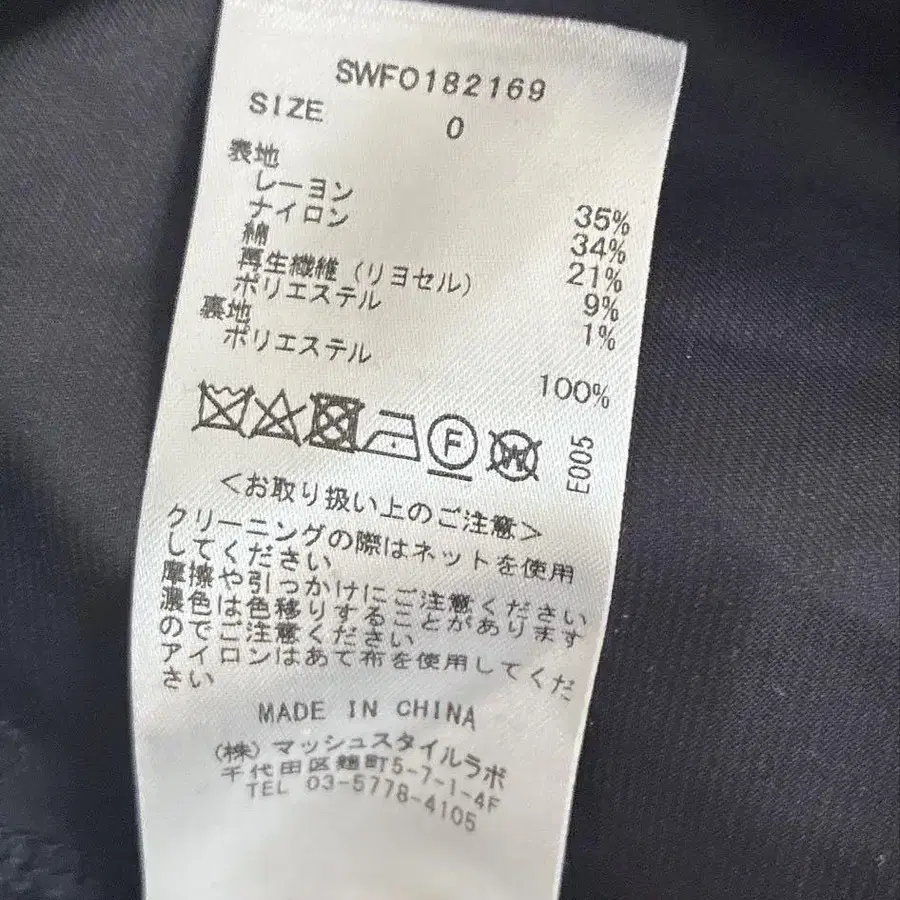 SWFO182169
SIZE 0
表地
レーヨン 35%
ナイロン 34%
綿 21%
再生繊維(リヨセル) 9%
ポリエステル 1%
裏地
ポリエステル 100%
F W E005
<お取り扱い上のご注意>
クリーニングの際はネットを使用
してください
摩擦や引っかけにご注意ください
濃色は色移りすることがあります
のでご注意ください
アイロンはあて布を使用してくだ
さい
MADE IN CHINA
(株)マッシュスタイルラボ
千代田区麹町5-7-1-4F
TEL 03-5778-4105